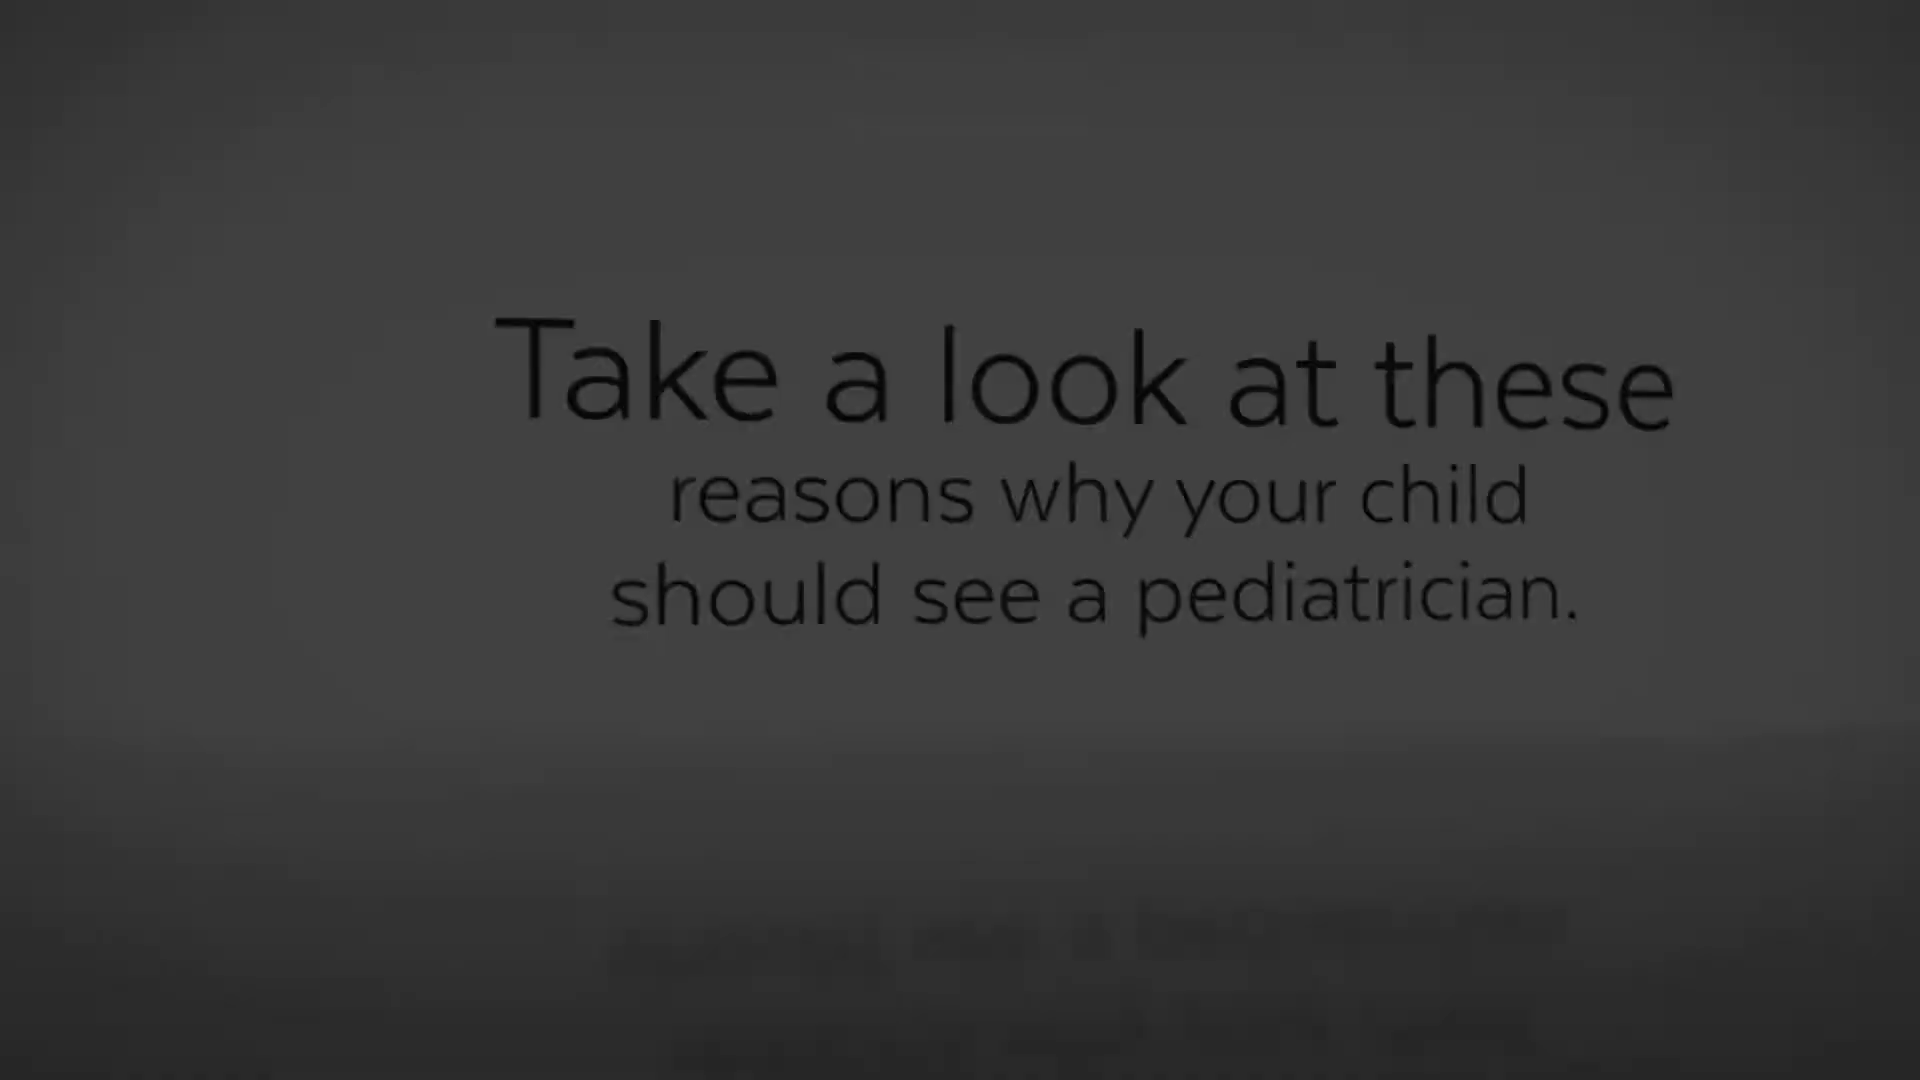 Take a look at these
reasons why your child
should see a pediatrician.